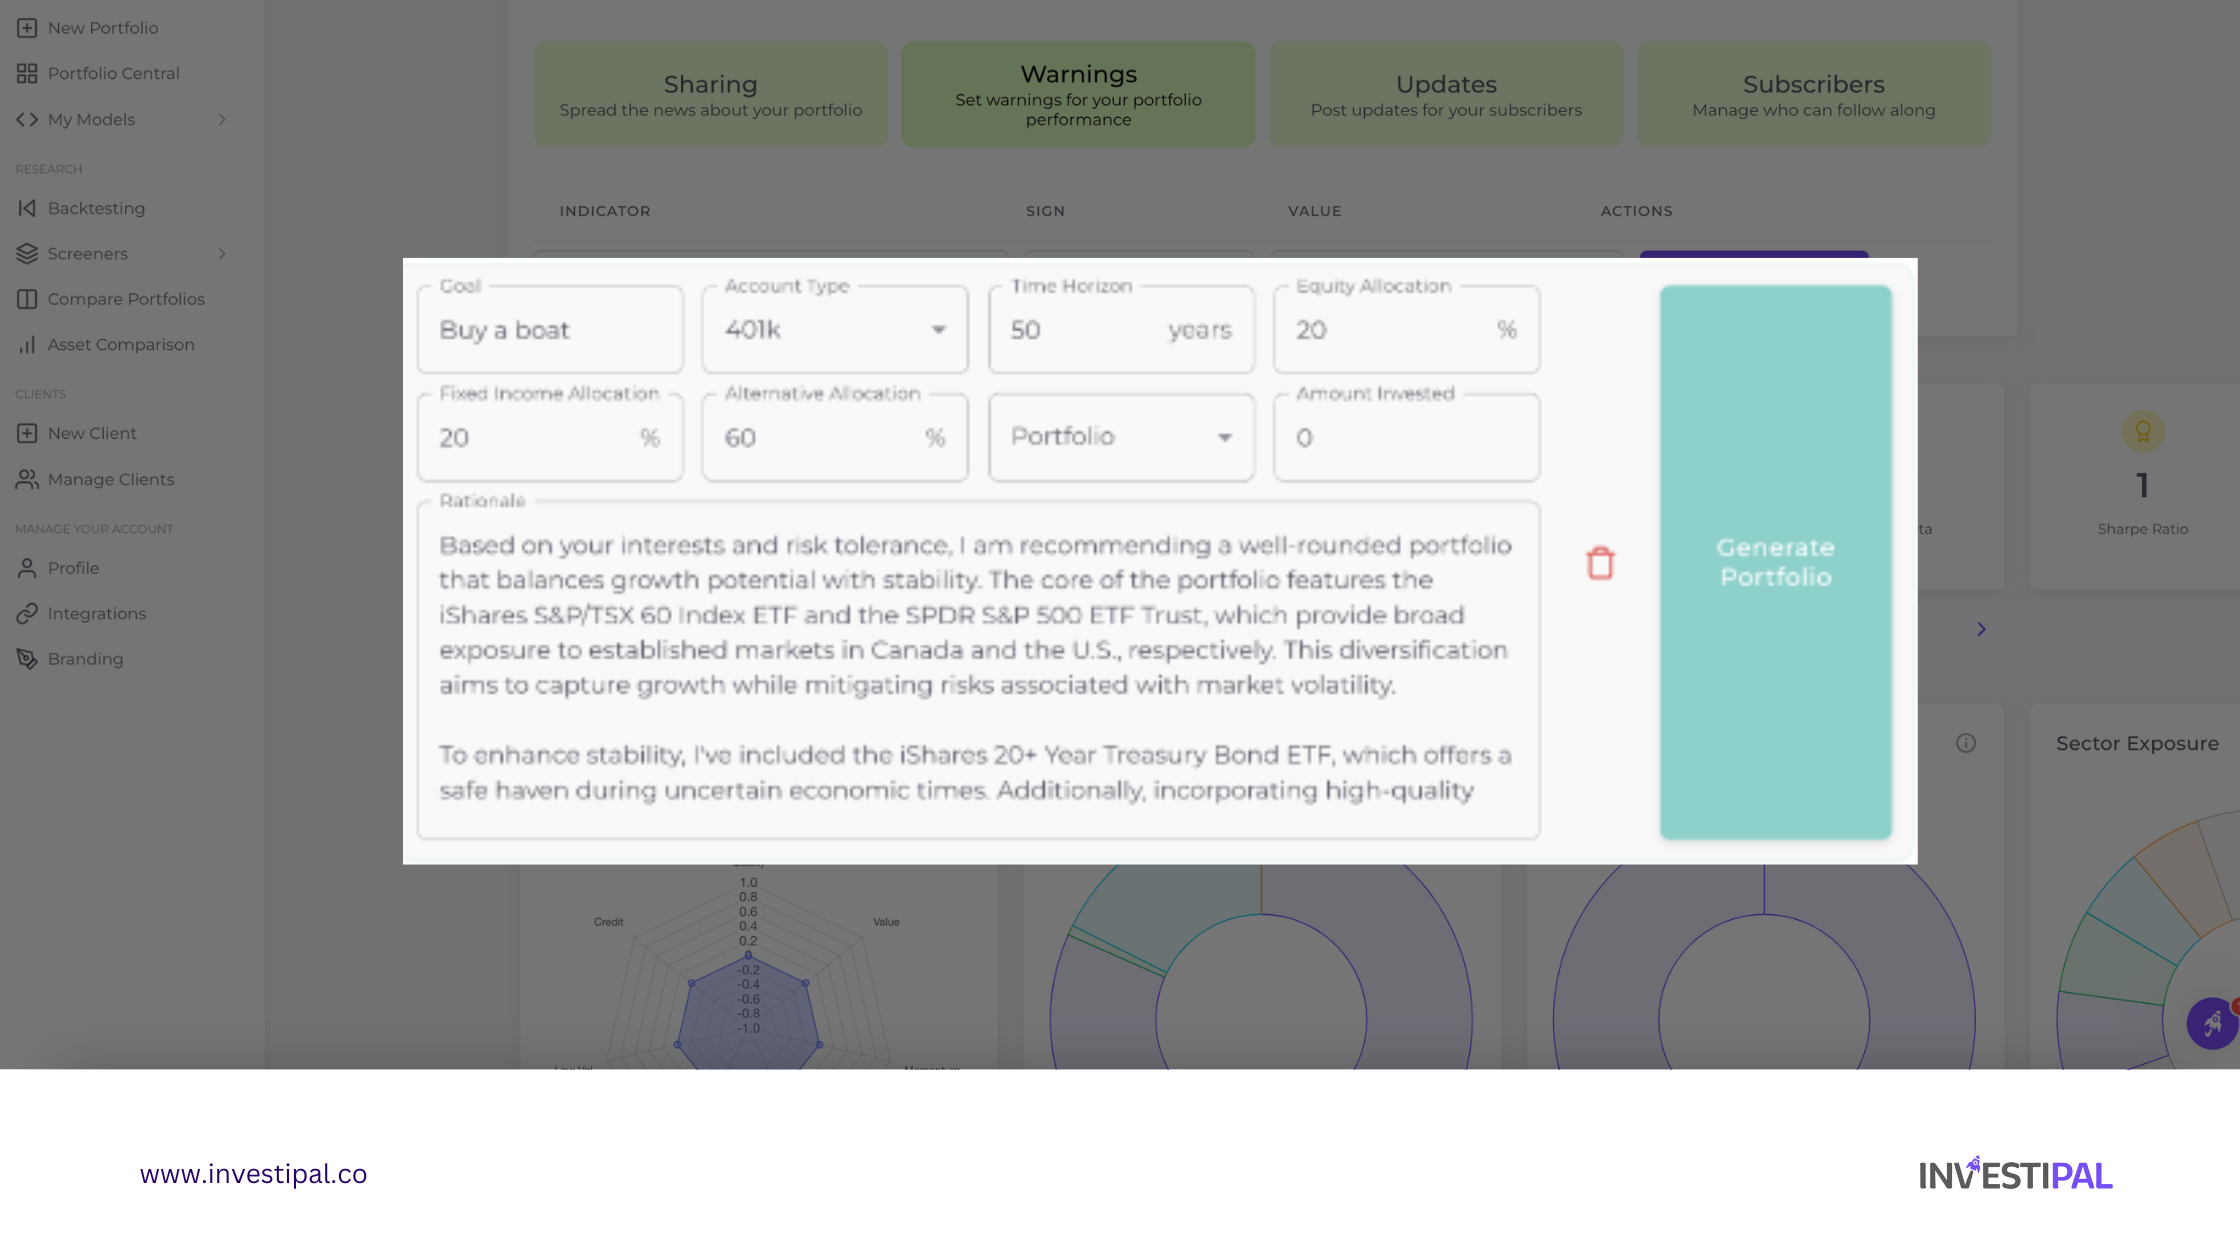 New Portfolio
Portfolio Central
My Models
RESEARCH
Backtesting
Screeners
Compare Portfolios
Asset Comparison
CLIENTS
New Client
Manage Clients
MANAGE YOUR ACCOUNT
Profile
Integrations
Branding
Sharing
Spread the news about your portfolio
Warnings
Set warnings for your portfolio
performance
Updates
Post updates for your subscribers
Subscribers
Manage who can follow along
INDICATOR SIGN VALUE ACTIONS
Goal Account Type Time Horizon Equity Allocation
Buy a boat 401k 50 years 20 %
Fixed Income Allocation Alternative Allocation Amount Invested
20 % 60 % Portfolio 0
Rationale
Based on your interests and risk tolerance, I am recommending a well-rounded portfolio
that balances growth potential with stability. The core of the portfolio features the
iShares S&P/TSX 60 Index ETF and the SPDR S&P 500 ETF Trust, which provide broad
exposure to established markets in Canada and the U.S., respectively. This diversification
aims to capture growth while mitigating risks associated with market volatility.
To enhance stability, I've included the iShares 20+ Year Treasury Bond ETF, which offers a
safe haven during uncertain economic times. Additionally, incorporating high-quality
Generate
Portfolio
1
ta
Sharpe Ratio
Sector Exposure
1.0
0.8
0.6
0.4
0.2
0
-0.2
-0.4
-0.6
-0.8
-1.0
Credit
Value
www.investipal.co
INVESTIPAL